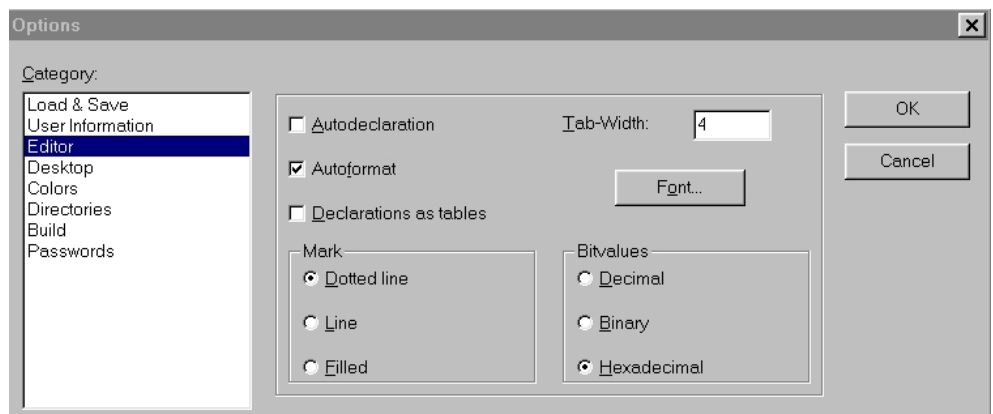 Options
Category:
Load & Save
User Information
Editor
Desktop
Colors
Directories
Build
Passwords
Autodeclaration
Tab-Width: 4
Autoformat
Font...
Declarations as tables
Mark
Dotted line
Line
Filled
Bitvalues
Decimal
Binary
Hexadecimal
OK
Cancel